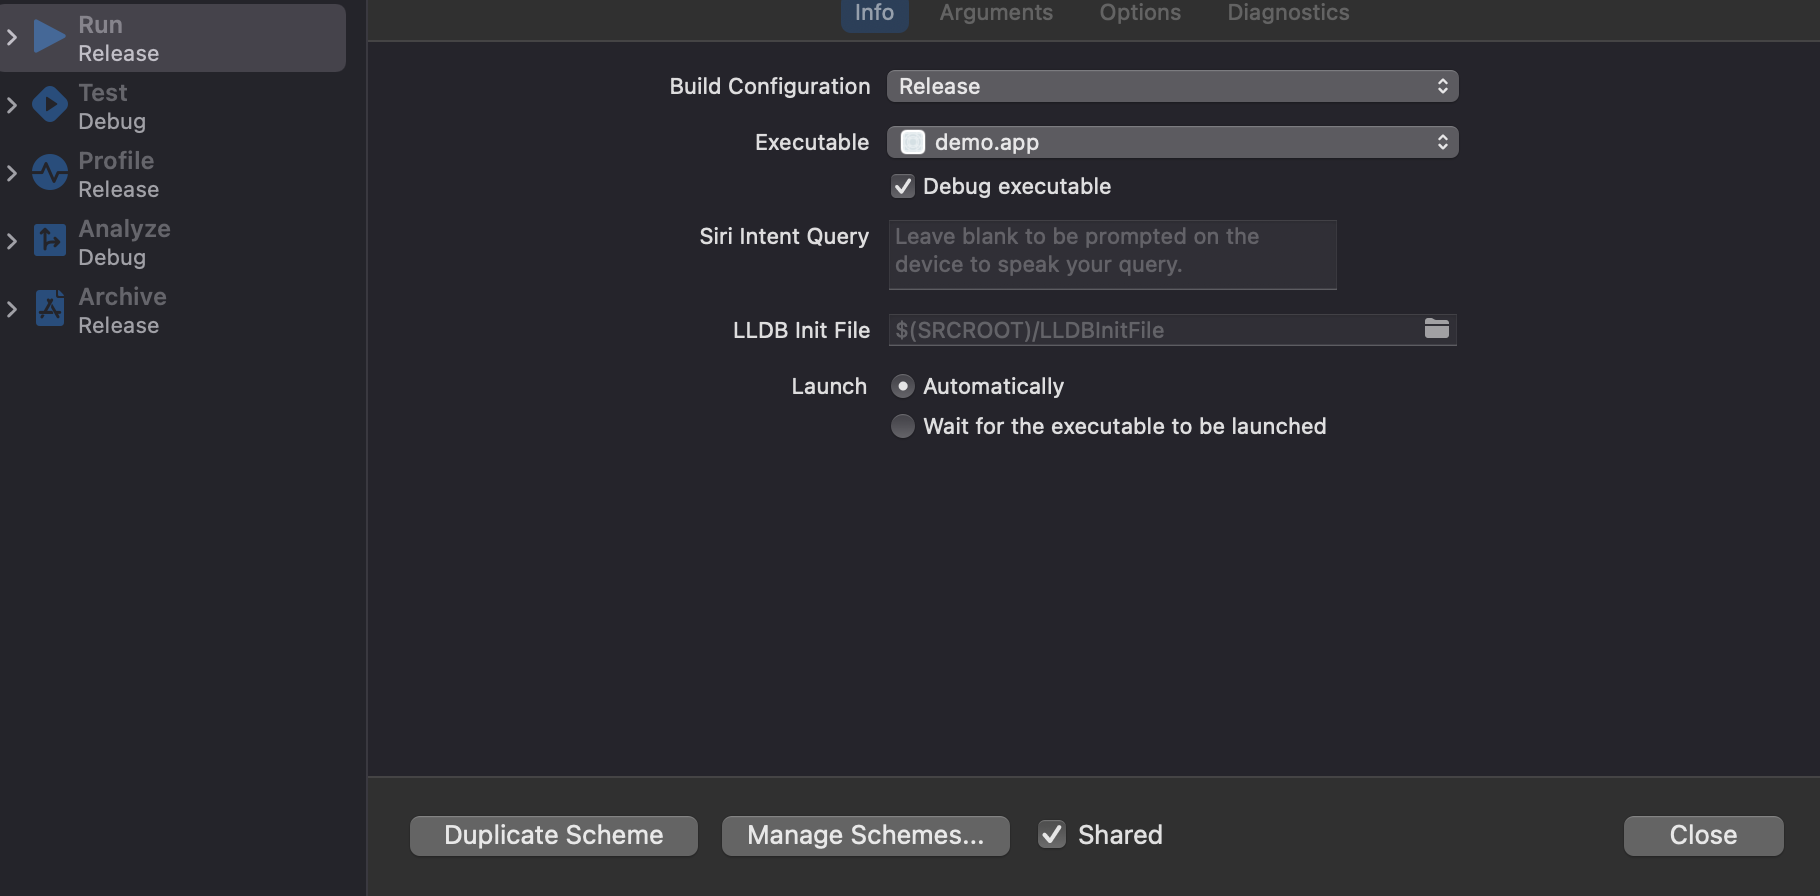 Run
Release
Test
Debug
Profile
Release
Analyze
Debug
Archive
Release
Info Arguments Options Diagnostics
Build Configuration Release
Executable demo.app
Debug executable
Siri Intent Query Leave blank to be prompted on the
device to speak your query.
LLDB Init File $(SRCROOT)/LLDBInitFile
Launch Automatically
Wait for the executable to be launched
Duplicate Scheme Manage Schemes... Shared Close